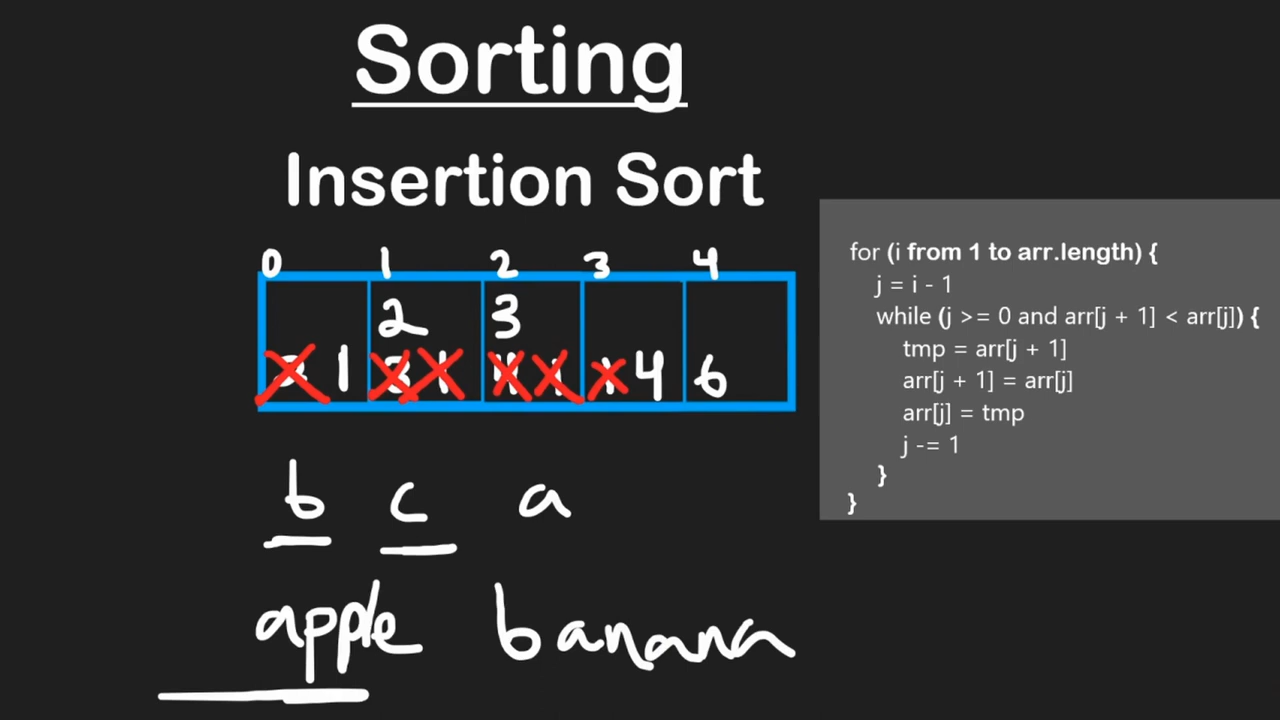 Sorting
Insertion Sort
0 1 2 3 4
2 3
1 4 6
b c a
apple banana
for (i from 1 to arr.length) {
j = i - 1
while (j >= 0 and arr[j + 1] < arr[j]) {
tmp = arr[j + 1]
arr[j + 1] = arr[j]
arr[j] = tmp
j -= 1
}
}